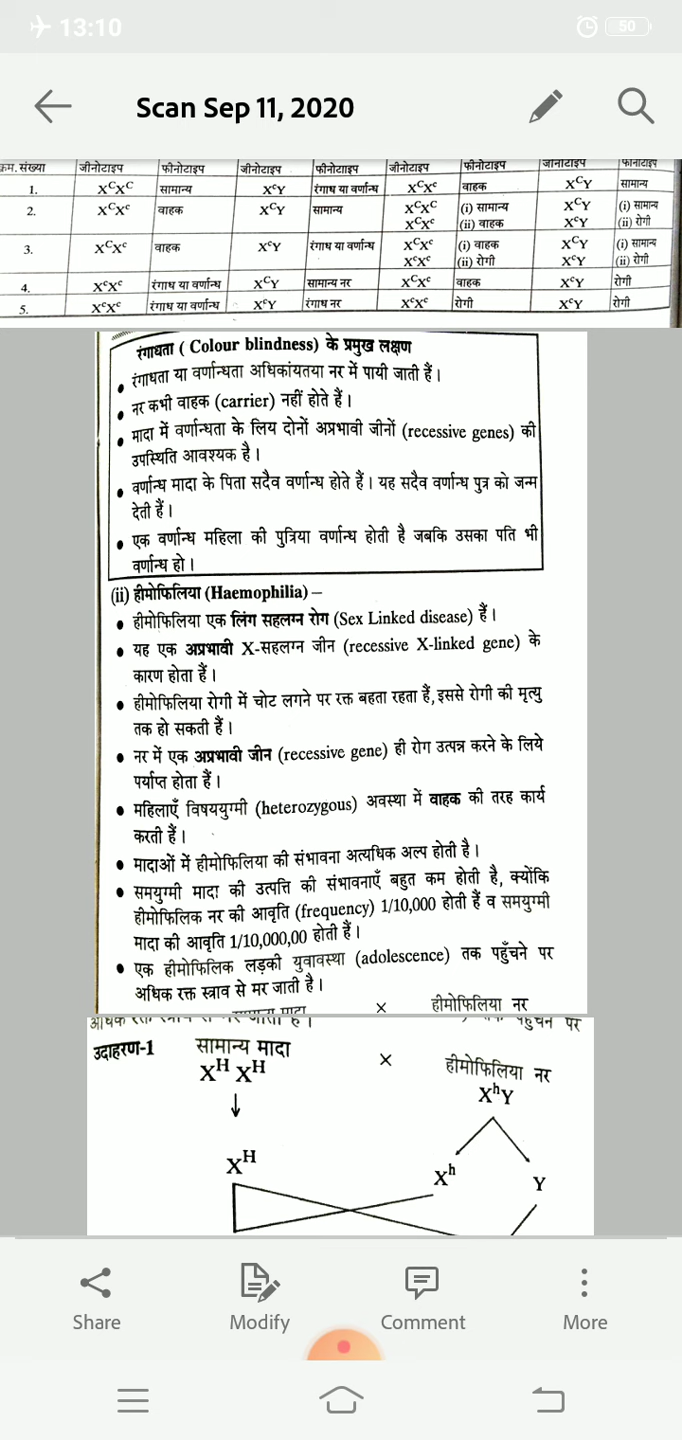 13:10
50
Scan Sep 11, 2020
क्रम. संख्या जीनोटाइप फीनोटाइप जीनोटाइप फीनोटाइप जीनोटाइप फीनोटाइप जीनोटाइप फीनोटाइप
1. XᶜXᶜ सामान्य XᶜY रंगाध या वर्णान्ध XᶜXᶜ वाहक XᶜY सामान्य
2. XᶜXᶜ वाहक XᶜY सामान्य XᶜXᶜ (i) सामान्य XᶜY (i) सामान्य
XᶜXᶜ (ii) वाहक XᶜY (ii) रोगी
3. XᶜXᶜ वाहक XᶜY रंगाध या वर्णान्ध XᶜXᶜ (i) वाहक XᶜY (i) सामान्य
XᶜXᶜ (ii) रोगी XᶜY (ii) रोगी
4. XᶜXᶜ रंगाध या वर्णान्ध XᶜY सामान्य नर XᶜXᶜ वाहक XᶜY रोगी
5. XᶜXᶜ रंगाध या वर्णान्ध XᶜY रंगाध नर XᶜXᶜ रोगी XᶜY रोगी
रंगाधता ( Colour blindness) के प्रमुख लक्षण
• रंगाधता या वर्णान्धता अधिकांयतया नर में पायी जाती हैं।
• नर कभी वाहक (carrier) नहीं होते हैं।
• मादा में वर्णान्धता के लिय दोनों अप्रभावी जीनों (recessive genes) की
उपस्थिति आवश्यक है।
• वर्णान्ध मादा के पिता सदैव वर्णान्ध होते हैं। यह सदैव वर्णान्ध पुत्र को जन्म
देती हैं।
• एक वर्णान्ध महिला की पुत्रिया वर्णान्ध होती है जबकि उसका पति भी
वर्णान्ध हो।
(ii) हीमोफिलिया (Haemophilia) –
• हीमोफिलिया एक लिंग सहलग्न रोग (Sex Linked disease) हैं।
• यह एक अप्रभावी X-सहलग्न जीन (recessive X-linked gene) के
कारण होता हैं।
• हीमोफिलिया रोगी में चोट लगने पर रक्त बहता रहता हैं, इससे रोगी की मृत्यु
तक हो सकती हैं।
• नर में एक अप्रभावी जीन (recessive gene) ही रोग उत्पन्न करने के लिये
पर्याप्त होता हैं।
• महिलाएँ विषययुग्मी (heterozygous) अवस्था में वाहक की तरह कार्य
करती हैं।
• मादाओं में हीमोफिलिया की संभावना अत्यधिक अल्प होती है।
• समयुग्मी मादा की उत्पत्ति की संभावनाएँ बहुत कम होती है, क्योंकि
हीमोफिलिक नर की आवृति (frequency) 1/10,000 होती हैं व समयुग्मी
मादा की आवृति 1/10,000,00 होती हैं।
• एक हीमोफिलिक लड़की युवावस्था (adolescence) तक पहुँचने पर
अधिक रक्त स्त्राव से मर जाती है।
× हीमोफिलिया नर
पहुँचने पर
उदाहरण-1 सामान्य मादा × हीमोफिलिया नर
Xᴴ Xᴴ XʰY
Xᴴ Xʰ Y
Share Modify Comment More